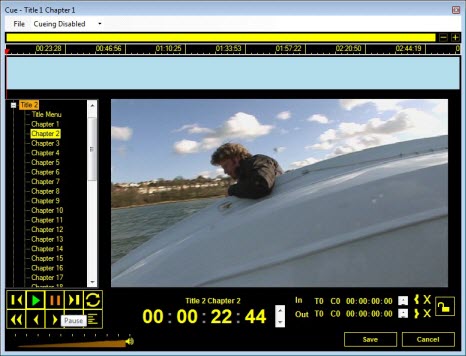 Cue - Title 1 Chapter 1
File Cueing Disabled
00:23:28 00:46:56 01:10:25 01:33:53 01:57:22 02:20:50 02:44:19
Title 2
Title Menu
Chapter 1
Chapter 2
Chapter 3
Chapter 4
Chapter 5
Chapter 6
Chapter 7
Chapter 8
Chapter 9
Chapter 10
Chapter 11
Chapter 12
Chapter 13
Chapter 14
Chapter 15
Chapter 16
Chapter 17
Chapter 18
Pause
Title 2 Chapter 2
00 : 00 : 22 : 44
In T0 C0 00:00:00:00 { X
Out T0 C0 00:00:00:00 } X
Save Cancel